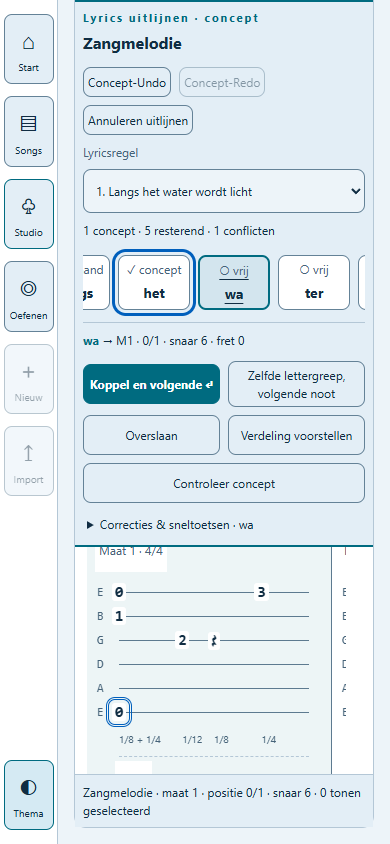 Start
Songs
Studio
Oefenen
Nieuw
Import
Thema
Lyrics uitlijnen · concept
Zangmelodie
Concept-Undo
Concept-Redo
Annuleren uitlijnen
Lyricsregel
1. Langs het water wordt licht
1 concept · 5 resterend · 1 conflicten
and
gs
✓ concept
het
○ vrij
wa
○ vrij
ter
wa → M1 · 0/1 · snaar 6 · fret 0
Koppel en volgende ⏎
Zelfde lettergreep,
volgende noot
Overslaan
Verdeling voorstellen
Controleer concept
▶ Correcties & sneltoetsen · wa
Maat 1 · 4/4
E 0 3
B 1
G 2
D
A
E 0
1/8 + 1/4 1/12 1/8 1/4
Zangmelodie · maat 1 · positie 0/1 · snaar 6 · 0 tonen
geselecteerd